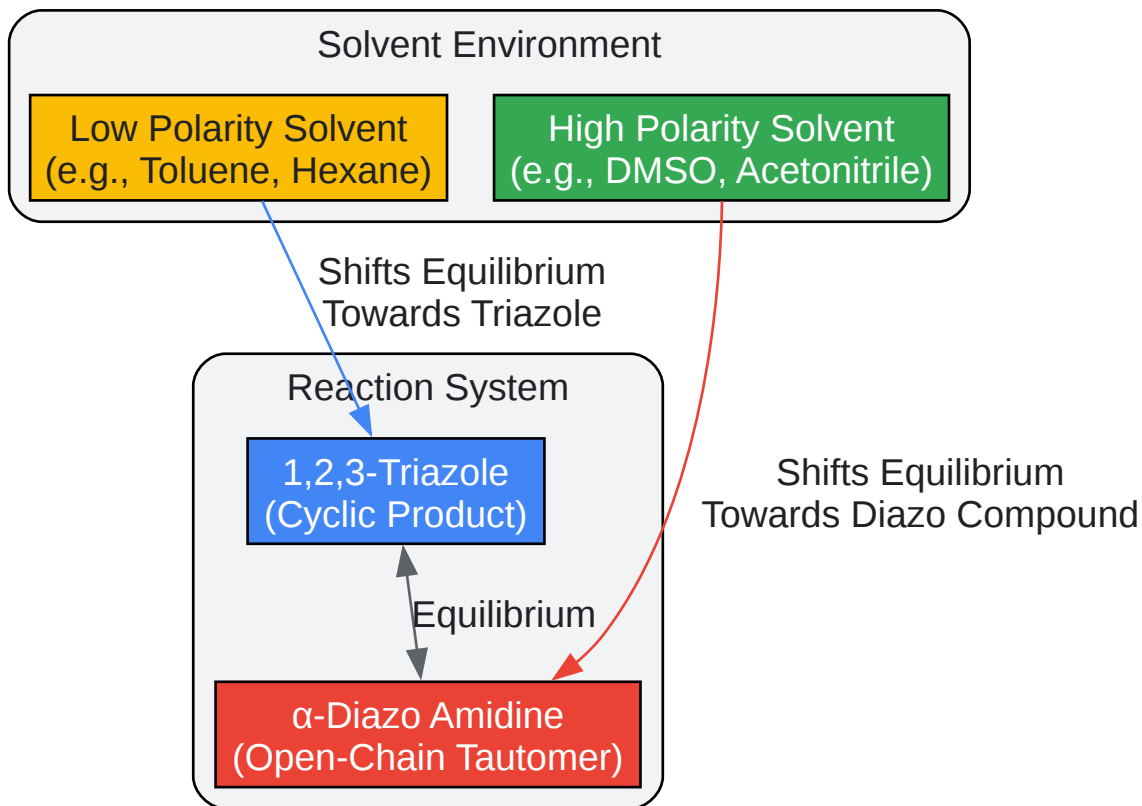 Solvent Environment
Low Polarity Solvent
(e.g., Toluene, Hexane)
High Polarity Solvent
(e.g., DMSO, Acetonitrile)
Shifts Equilibrium
Towards Triazole
Reaction System
1,2,3-Triazole
(Cyclic Product)
Shifts Equilibrium
Towards Diazo Compound
Equilibrium
α-Diazo Amidine
(Open-Chain Tautomer)